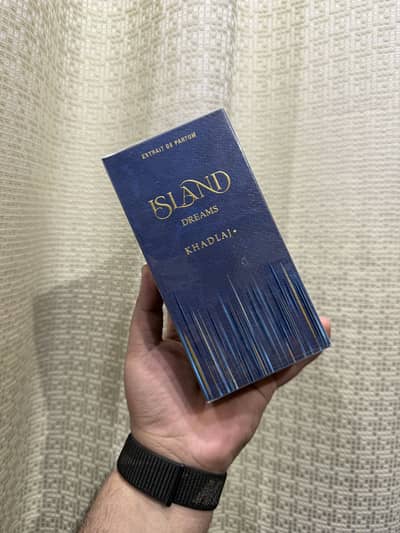 EXTRAIT DE PARFUM
ISLAND
DREAMS
KHADLAJ